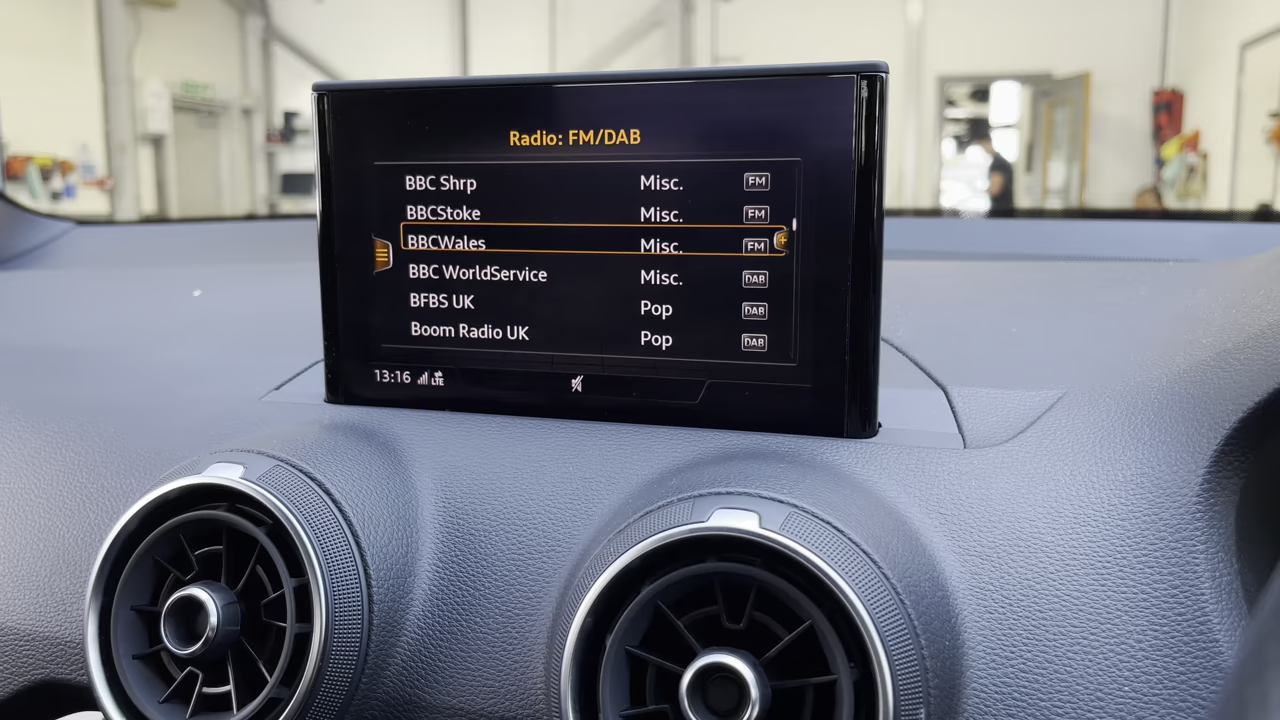 Radio: FM/DAB
BBC Shrp Misc. FM
BBCStoke Misc. FM
BBCWales Misc. FM
BBC WorldService Misc. DAB
BFBS UK Pop DAB
Boom Radio UK Pop DAB
13:16 LTE